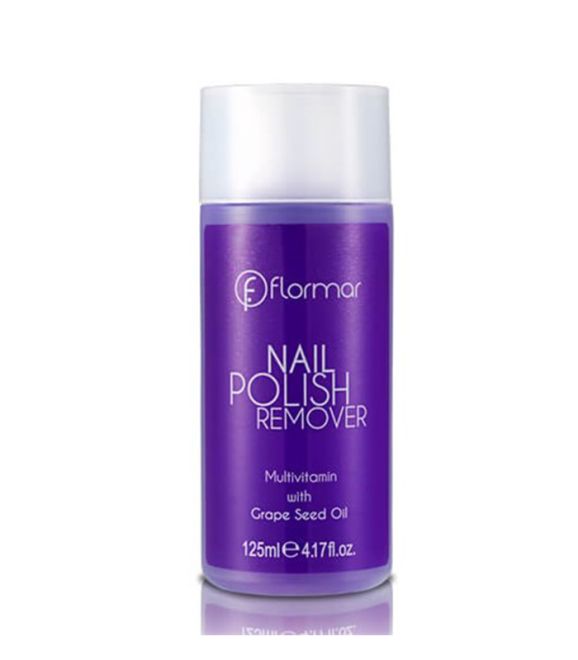 flormar
NAIL
POLISH
REMOVER
Multivitamin
with
Grape Seed Oil
125ml℮4.17fl.oz.